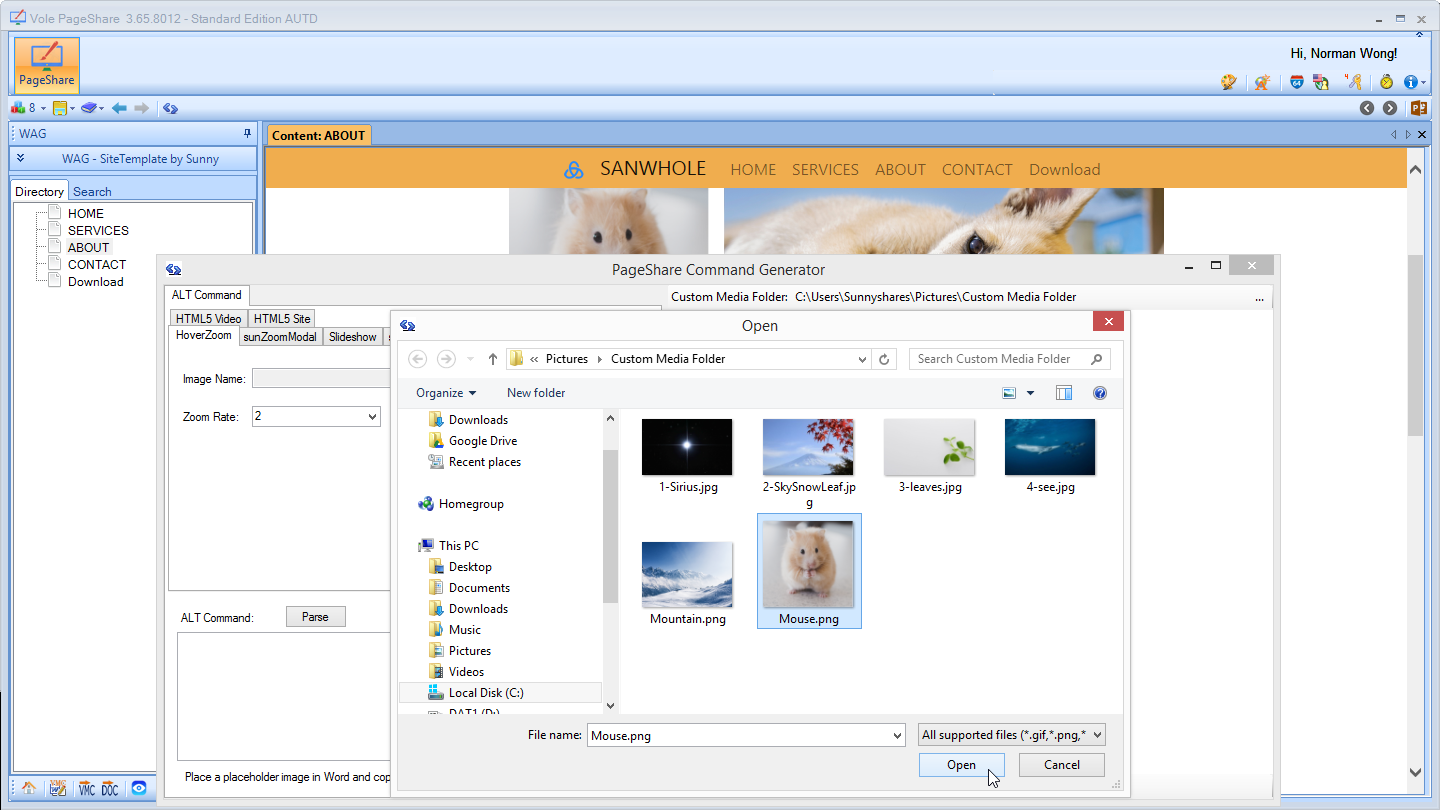 Vole PageShare 3.65.8012 - Standard Edition AUTD
PageShare
Hi, Norman Wong!
8
WAG
WAG - SiteTemplate by Sunny
Directory
Search
HOME
SERVICES
ABOUT
CONTACT
Download
VMC
DOC
Content: ABOUT
SANWHOLE
HOME
SERVICES
ABOUT
CONTACT
Download
PageShare Command Generator
ALT Command
Custom Media Folder: C:\Users\Sunnyshares\Pictures\Custom Media Folder
...
HTML5 Video
HTML5 Site
HoverZoom
sunZoomModal
Slideshow
Image Name:
Zoom Rate:
2
ALT Command:
Parse
Place a placeholder image in Word and cop
Open
Pictures
Custom Media Folder
Search Custom Media Folder
Organize
New folder
Downloads
Google Drive
Recent places
Homegroup
This PC
Desktop
Documents
Downloads
Music
Pictures
Videos
Local Disk (C:)
DAT1 (D:)
1-Sirius.jpg
2-SkySnowLeaf.jp
g
3-leaves.jpg
4-see.jpg
Mountain.png
Mouse.png
File name:
Mouse.png
All supported files (*.gif,*.png,*
Open
Cancel